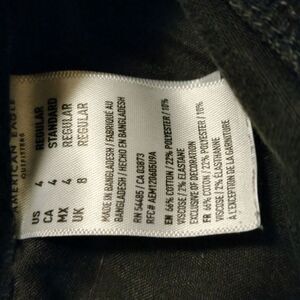 AMERICAN EAGLE
OUTFITTERS
US 4 REGULAR
CA 4 STANDARD
MX 4 REGULAR
UK 8 REGULAR
MADE IN BANGLADESH / FABRIQUÉ AU
BANGLADESH / HECHO EN BANGLADESH
RN 54485 / CA 03873
EN 66% COTTON / 22% POLYESTER / 10%
VISCOSE / 2% ELASTANE
EXCLUSIVE OF DECORATION
FR 66% COTON / 22% POLYESTER / 10%
VISCOSE / 2% ÉLASTHANNE
À L'EXCEPTION DE LA GARNITURE